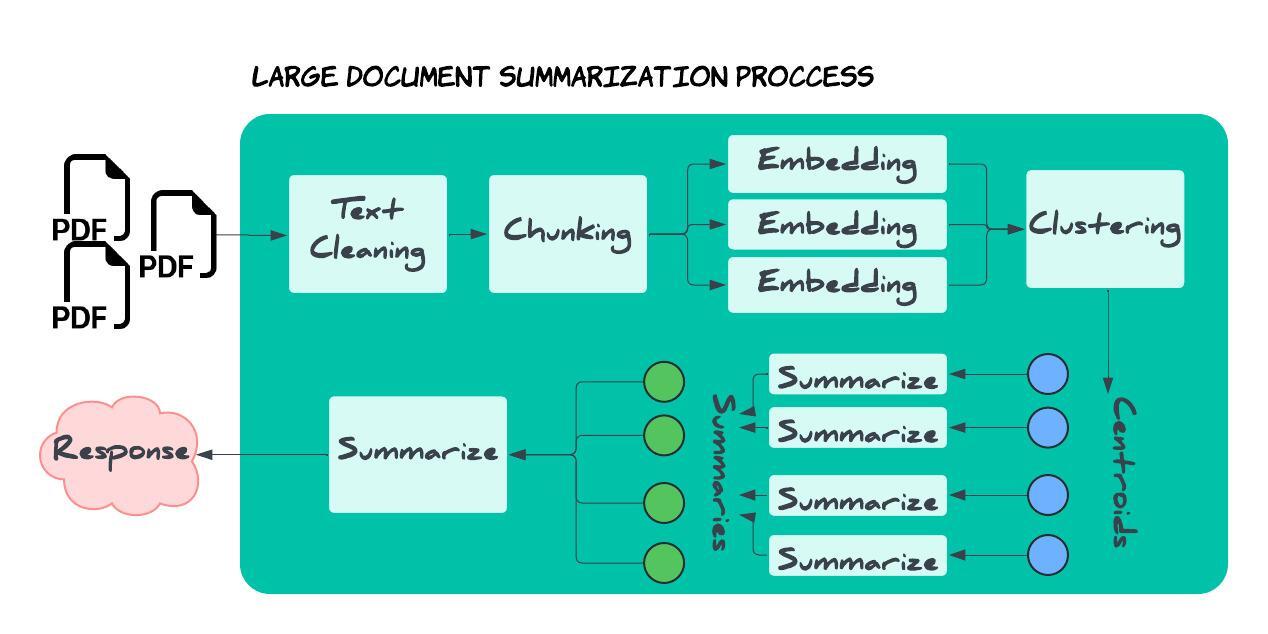 LARGE DOCUMENT SUMMARIZATION PROCCESS
PDF
PDF
PDF
Text
Cleaning
Chunking
Embedding
Embedding
Embedding
Clustering
Centroids
Summarize
Summarize
Summarize
Summarize
Summaries
Summarize
Response